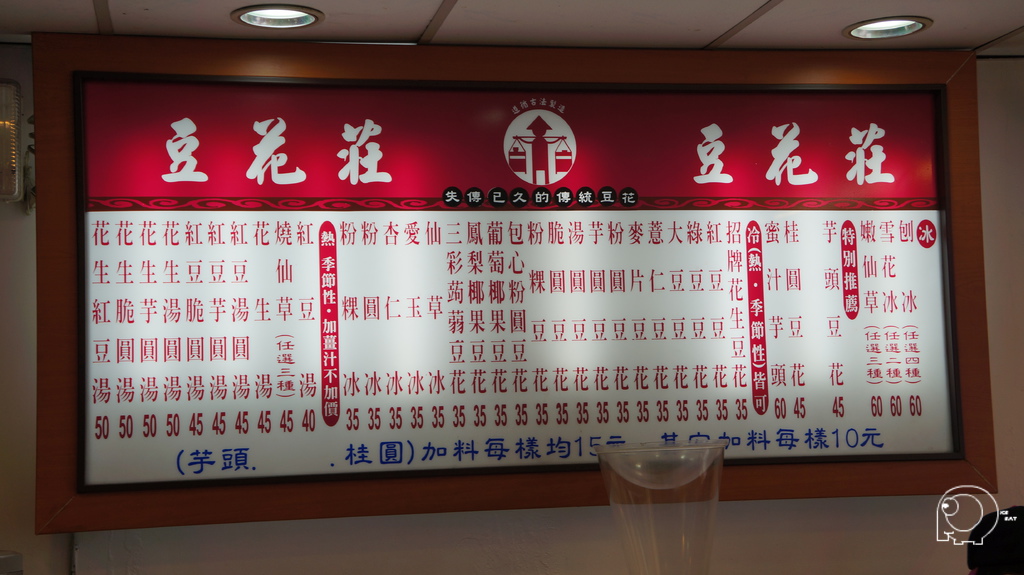 遵循古法製造
豆花莊
豆花莊
失傳已久的傳統豆花
冰
刨冰(任選四種) 60
雪花冰(任選二種) 60
嫩仙草(任選三種) 60
特別推薦
芋頭豆花 45
桂圓豆花 45
蜜汁芋頭 60
冷(熱・季節性)皆可
招牌花生豆花 35
紅豆豆花 35
綠豆豆花 35
大豆豆花 35
薏仁豆花 35
麥片豆花 35
粉圓豆花 35
芋圓豆花 35
湯圓豆花 35
脆圓豆花 35
粉粿豆花 35
包心粉圓豆花 35
葡萄椰果豆花 35
鳳梨椰果豆花 35
三彩蒟蒻豆花 35
仙草冰 35
愛玉冰 35
杏仁冰 35
粉圓冰 35
粉粿冰 35
熱 季節性・加薑汁不加價
紅豆湯 40
燒仙草(任選三種) 45
花生湯 45
紅豆湯圓湯 45
紅豆芋圓湯 45
紅豆脆圓湯 45
花生湯圓湯 50
花生芋圓湯 50
花生脆圓湯 50
花生紅豆湯 50
(芋頭. .桂圓)加料每樣均15元 其它加料每樣10元
ICE
EAT